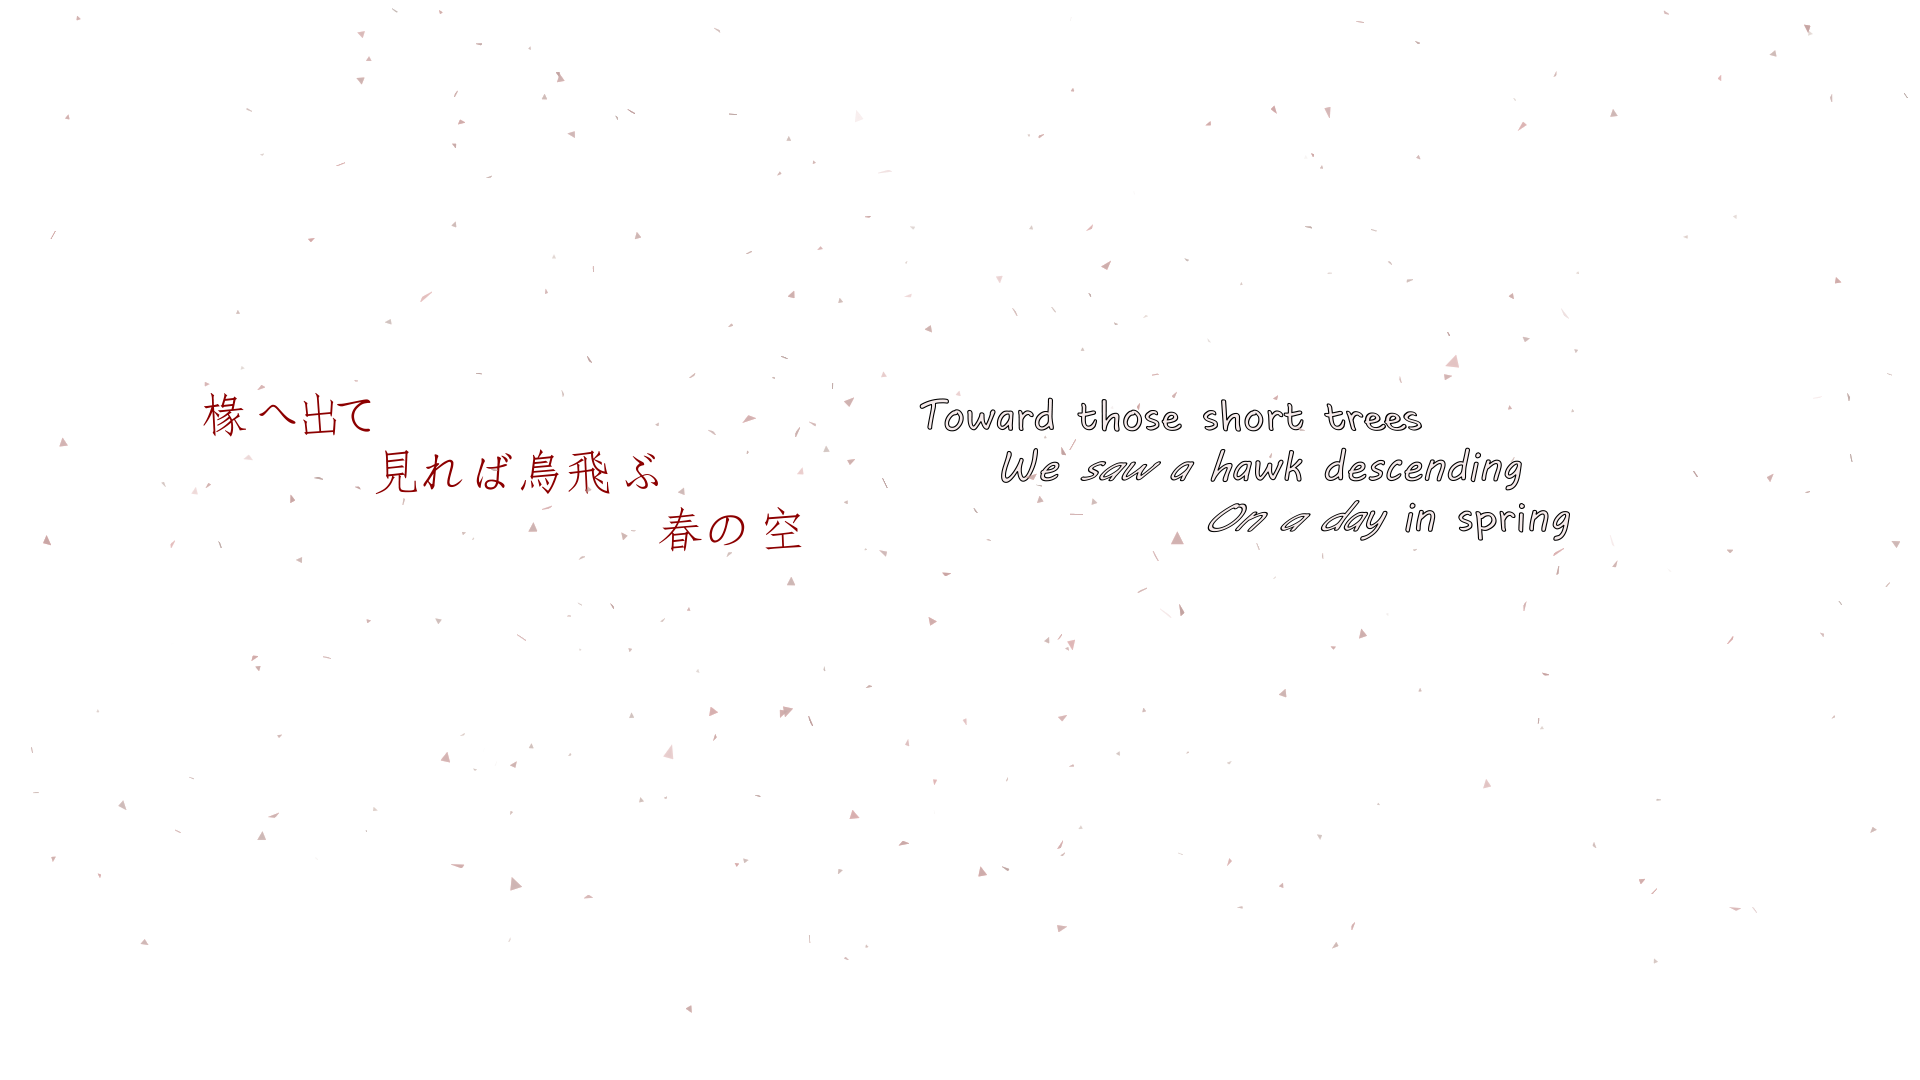 椽へ出て
見れば鳥飛ぶ
春の空
Toward those short trees
We saw a hawk descending
On a day in spring